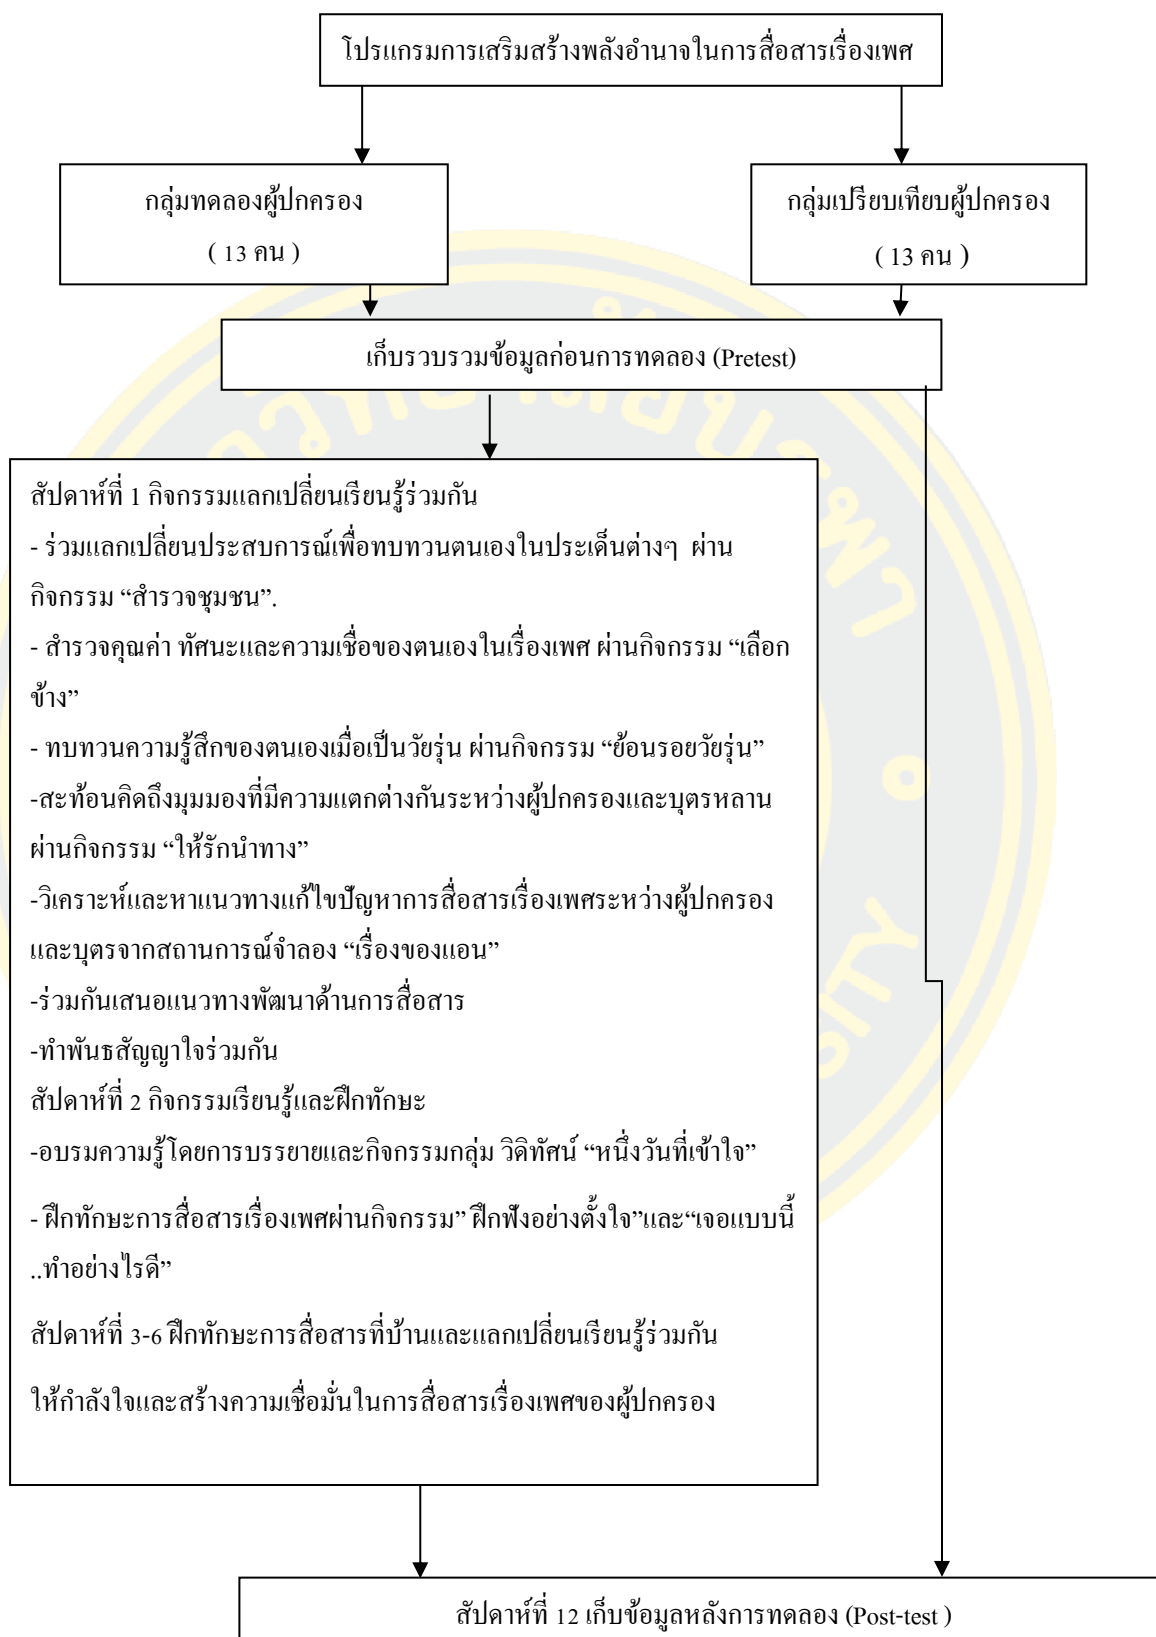 โปรแกรมการเสริมสร้างพลังอำนาจในการสื่อสารเรื่องเพศ
กลุ่มทดลองผู้ปกครอง
( 13 คน )
กลุ่มเปรียบเทียบผู้ปกครอง
( 13 คน )
เก็บรวบรวมข้อมูลก่อนการทดลอง (Pretest)
สัปดาห์ที่ 1 กิจกรรมแลกเปลี่ยนเรียนรู้ร่วมกัน
- ร่วมแลกเปลี่ยนประสบการณ์เพื่อทบทวนตนเองในประเด็นต่างๆ ผ่าน
กิจกรรม “สำรวจชุมชน”.
- สำรวจคุณค่า ทัศนะและความเชื่อของตนเองในเรื่องเพศ ผ่านกิจกรรม “เลือก
ข้าง”
- ทบทวนความรู้สึกของตนเองเมื่อเป็นวัยรุ่น ผ่านกิจกรรม “ย้อนรอยวัยรุ่น”
-สะท้อนคิดถึงมุมมองที่มีความแตกต่างกันระหว่างผู้ปกครองและบุตรหลาน
ผ่านกิจกรรม “ให้รักนำทาง”
-วิเคราะห์และหาแนวทางแก้ไขปัญหาการสื่อสารเรื่องเพศระหว่างผู้ปกครอง
และบุตรจากสถานการณ์จำลอง “เรื่องของแอน”
-ร่วมกันเสนอแนวทางพัฒนาด้านการสื่อสาร
-ทำพันธสัญญาใจร่วมกัน
สัปดาห์ที่ 2 กิจกรรมเรียนรู้และฝึกทักษะ
-อบรมความรู้โดยการบรรยายและกิจกรรมกลุ่ม วิดิทัศน์ “หนึ่งวันที่เข้าใจ”
- ฝึกทักษะการสื่อสารเรื่องเพศผ่านกิจกรรม” ฝึกฟังอย่างตั้งใจ”และ“เจอแบบนี้
..ทำอย่างไรดี”
สัปดาห์ที่ 3-6 ฝึกทักษะการสื่อสารที่บ้านและแลกเปลี่ยนเรียนรู้ร่วมกัน
ให้กำลังใจและสร้างความเชื่อมั่นในการสื่อสารเรื่องเพศของผู้ปกครอง
สัปดาห์ที่ 12 เก็บข้อมูลหลังการทดลอง (Post-test )